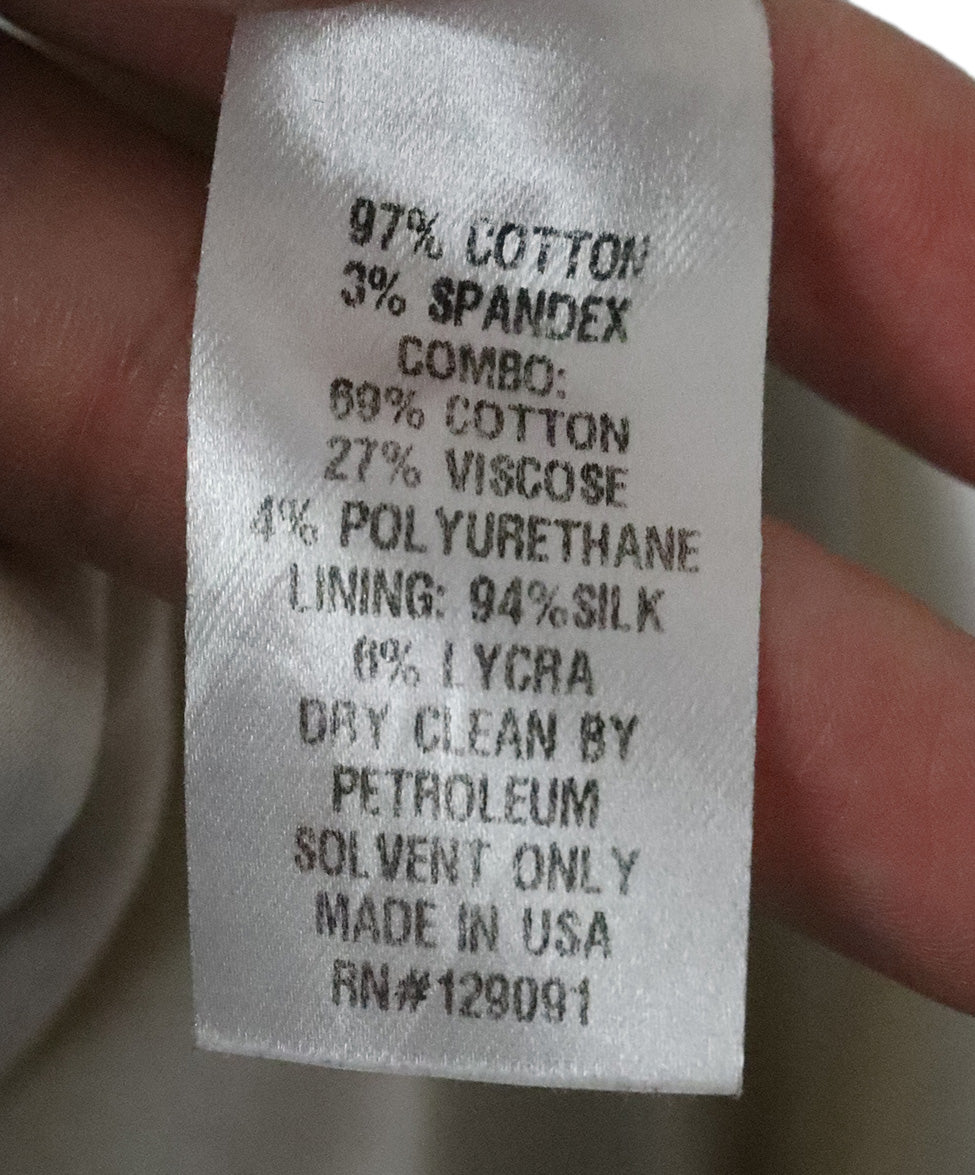 97% COTTON
3% SPANDEX
COMBO:
69% COTTON
27% VISCOSE
4% POLYURETHANE
LINING: 94%SILK
6% LYCRA
DRY CLEAN BY
PETROLEUM
SOLVENT ONLY
MADE IN USA
RN#129091